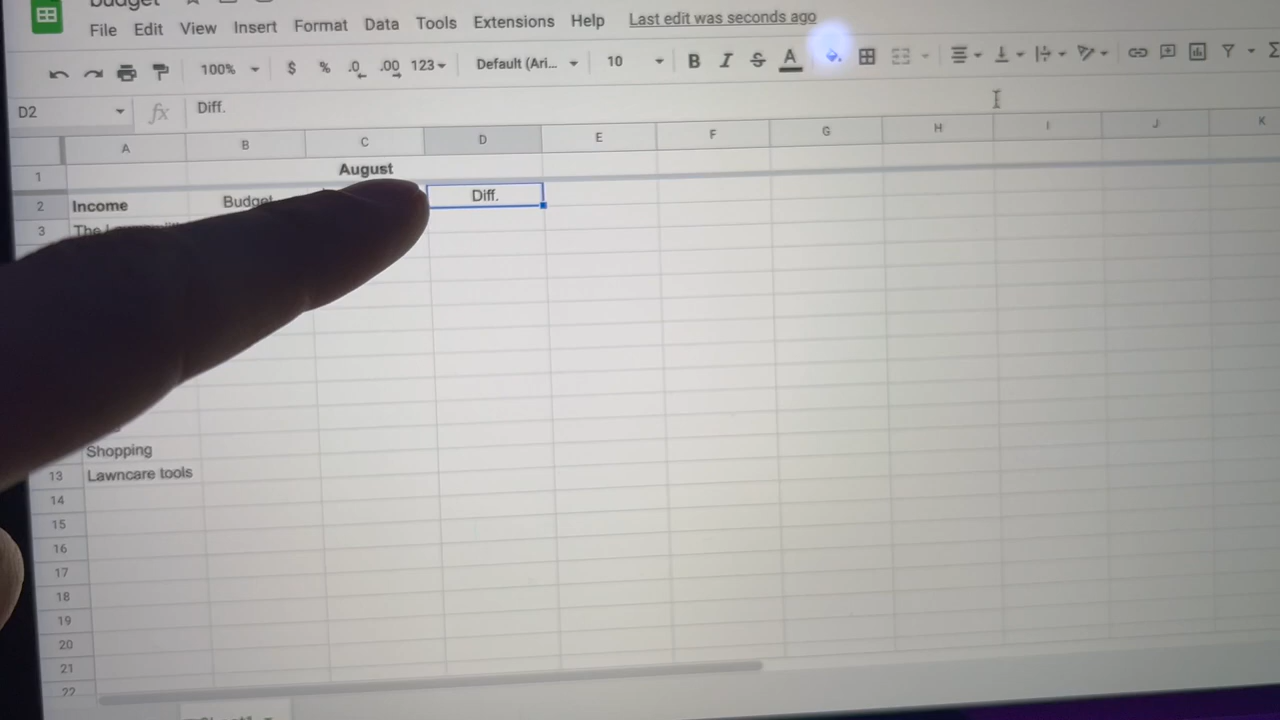 budget
File Edit View Insert Format Data Tools Extensions Help Last edit was seconds ago
100% $ % .0 .00 123 Default (Ari... 10 B I S A
D2 fx Diff.
A B C D E F G H I J K
1 August
2 Income Budget Diff.
3 The
Shopping
13 Lawncare tools
14
15
16
17
18
19
20
21
22